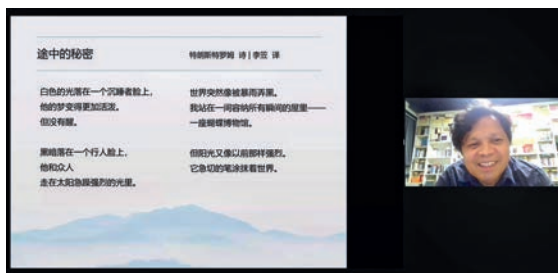 途中的秘密
特朗斯特罗姆 诗 | 李笠 译
白色的光落在一个沉睡者脸上,
他的梦变得更加活泼,
但没有醒。
黑暗落在一个行人脸上,
他和众人
走在太阳急躁强烈的光里。
世界突然像被暴雨弄黑。
我站在一间容纳所有瞬间的屋里——
一座蝴蝶博物馆。
但阳光又像以前那样强烈。
它急切的笔涂抹着世界。